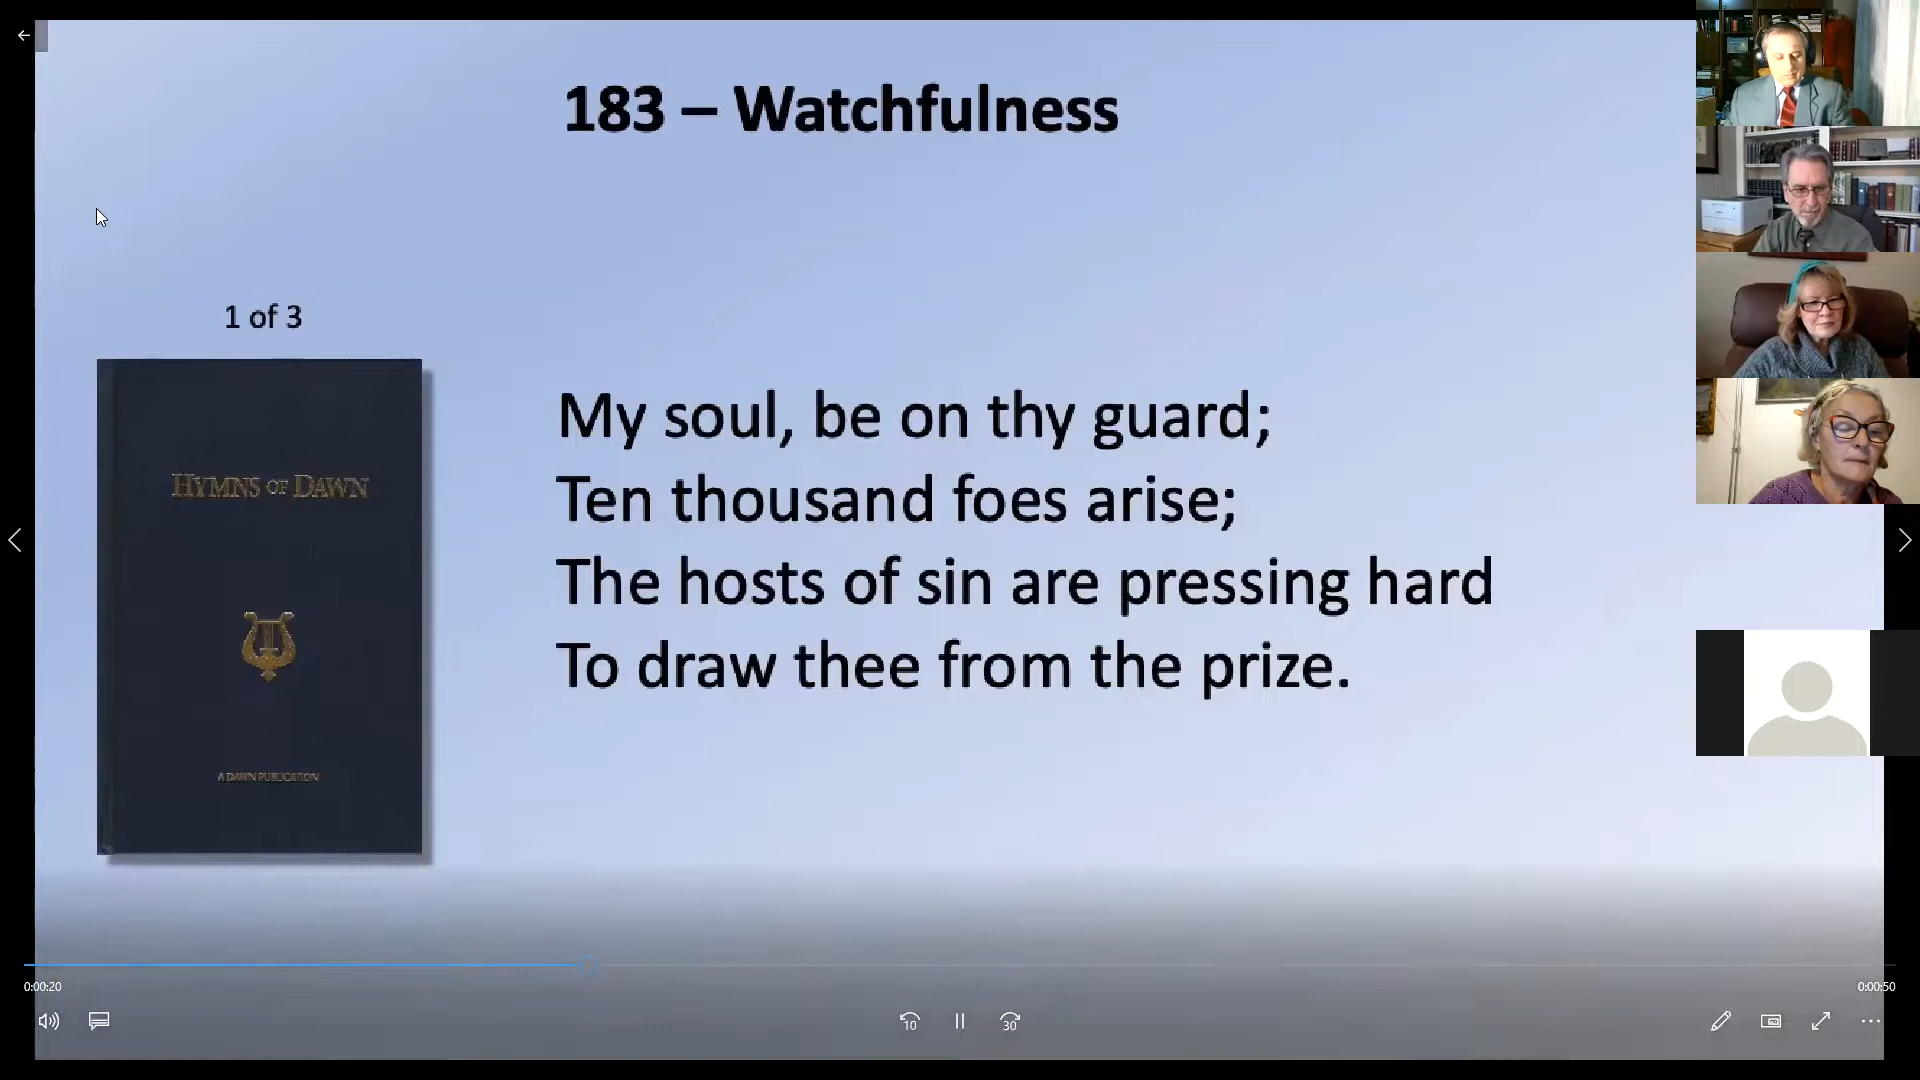 183 – Watchfulness
1 of 3
HYMNS OF DAWN
A DAWN PUBLICATION
My soul, be on thy guard;
Ten thousand foes arise;
The hosts of sin are pressing hard
To draw thee from the prize.
0:00:20
0:00:50
10
30